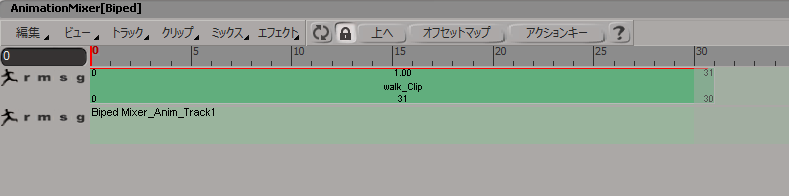 AnimationMixer[Biped]
編集 ビュー トラック クリップ ミックス エフェクト 上へ オフセットマップ アクションキー ?
0 0 5 10 15 20 25 30
r m s g 0 1.00 31
walk_Clip
0 31 30
r m s g Biped Mixer_Anim_Track1